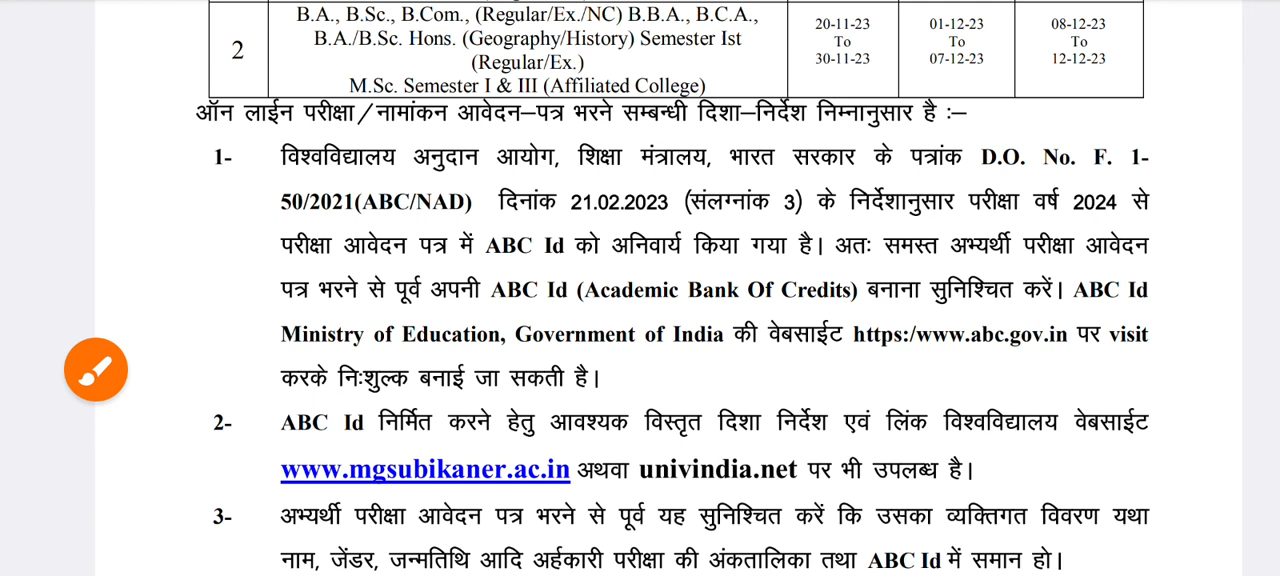 B.A., B.Sc., B.Com., (Regular/Ex./NC) B.B.A., B.C.A.,
2 B.A./B.Sc. Hons. (Geography/History) Semester Ist 20-11-23 01-12-23 08-12-23
To To To
(Regular/Ex.) 30-11-23 07-12-23 12-12-23
M.Sc. Semester I & III (Affiliated College)
ऑन लाईन परीक्षा/नामांकन आवेदन–पत्र भरने सम्बन्धी दिशा–निर्देश निम्नानुसार है :–
1- विश्वविद्यालय अनुदान आयोग, शिक्षा मंत्रालय, भारत सरकार के पत्रांक D.O. No. F. 1-
50/2021(ABC/NAD) दिनांक 21.02.2023 (संलग्नांक 3) के निर्देशानुसार परीक्षा वर्ष 2024 से
परीक्षा आवेदन पत्र में ABC Id को अनिवार्य किया गया है। अतः समस्त अभ्यर्थी परीक्षा आवेदन
पत्र भरने से पूर्व अपनी ABC Id (Academic Bank Of Credits) बनाना सुनिश्चित करें। ABC Id
Ministry of Education, Government of India की वेबसाईट https:/www.abc.gov.in पर visit
करके निःशुल्क बनाई जा सकती है।
2- ABC Id निर्मित करने हेतु आवश्यक विस्तृत दिशा निर्देश एवं लिंक विश्वविद्यालय वेबसाईट
www.mgsubikaner.ac.in अथवा univindia.net पर भी उपलब्ध है।
3- अभ्यर्थी परीक्षा आवेदन पत्र भरने से पूर्व यह सुनिश्चित करें कि उसका व्यक्तिगत विवरण यथा
नाम, जेंडर, जन्मतिथि आदि अर्हकारी परीक्षा की अंकतालिका तथा ABC Id में समान हो।